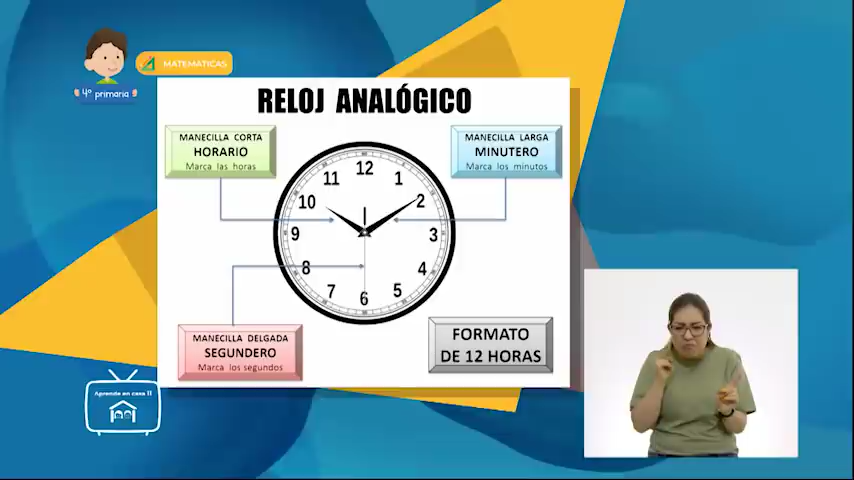 MATEMÁTICAS
4º primaria
RELOJ ANALÓGICO
MANECILLA CORTA
HORARIO
Marca las horas
MANECILLA LARGA
MINUTERO
Marca los minutos
12
11
1
10
2
9
3
8
4
7
5
6
MANECILLA DELGADA
SEGUNDERO
Marca los segundos
FORMATO
DE 12 HORAS
Aprende en casa II